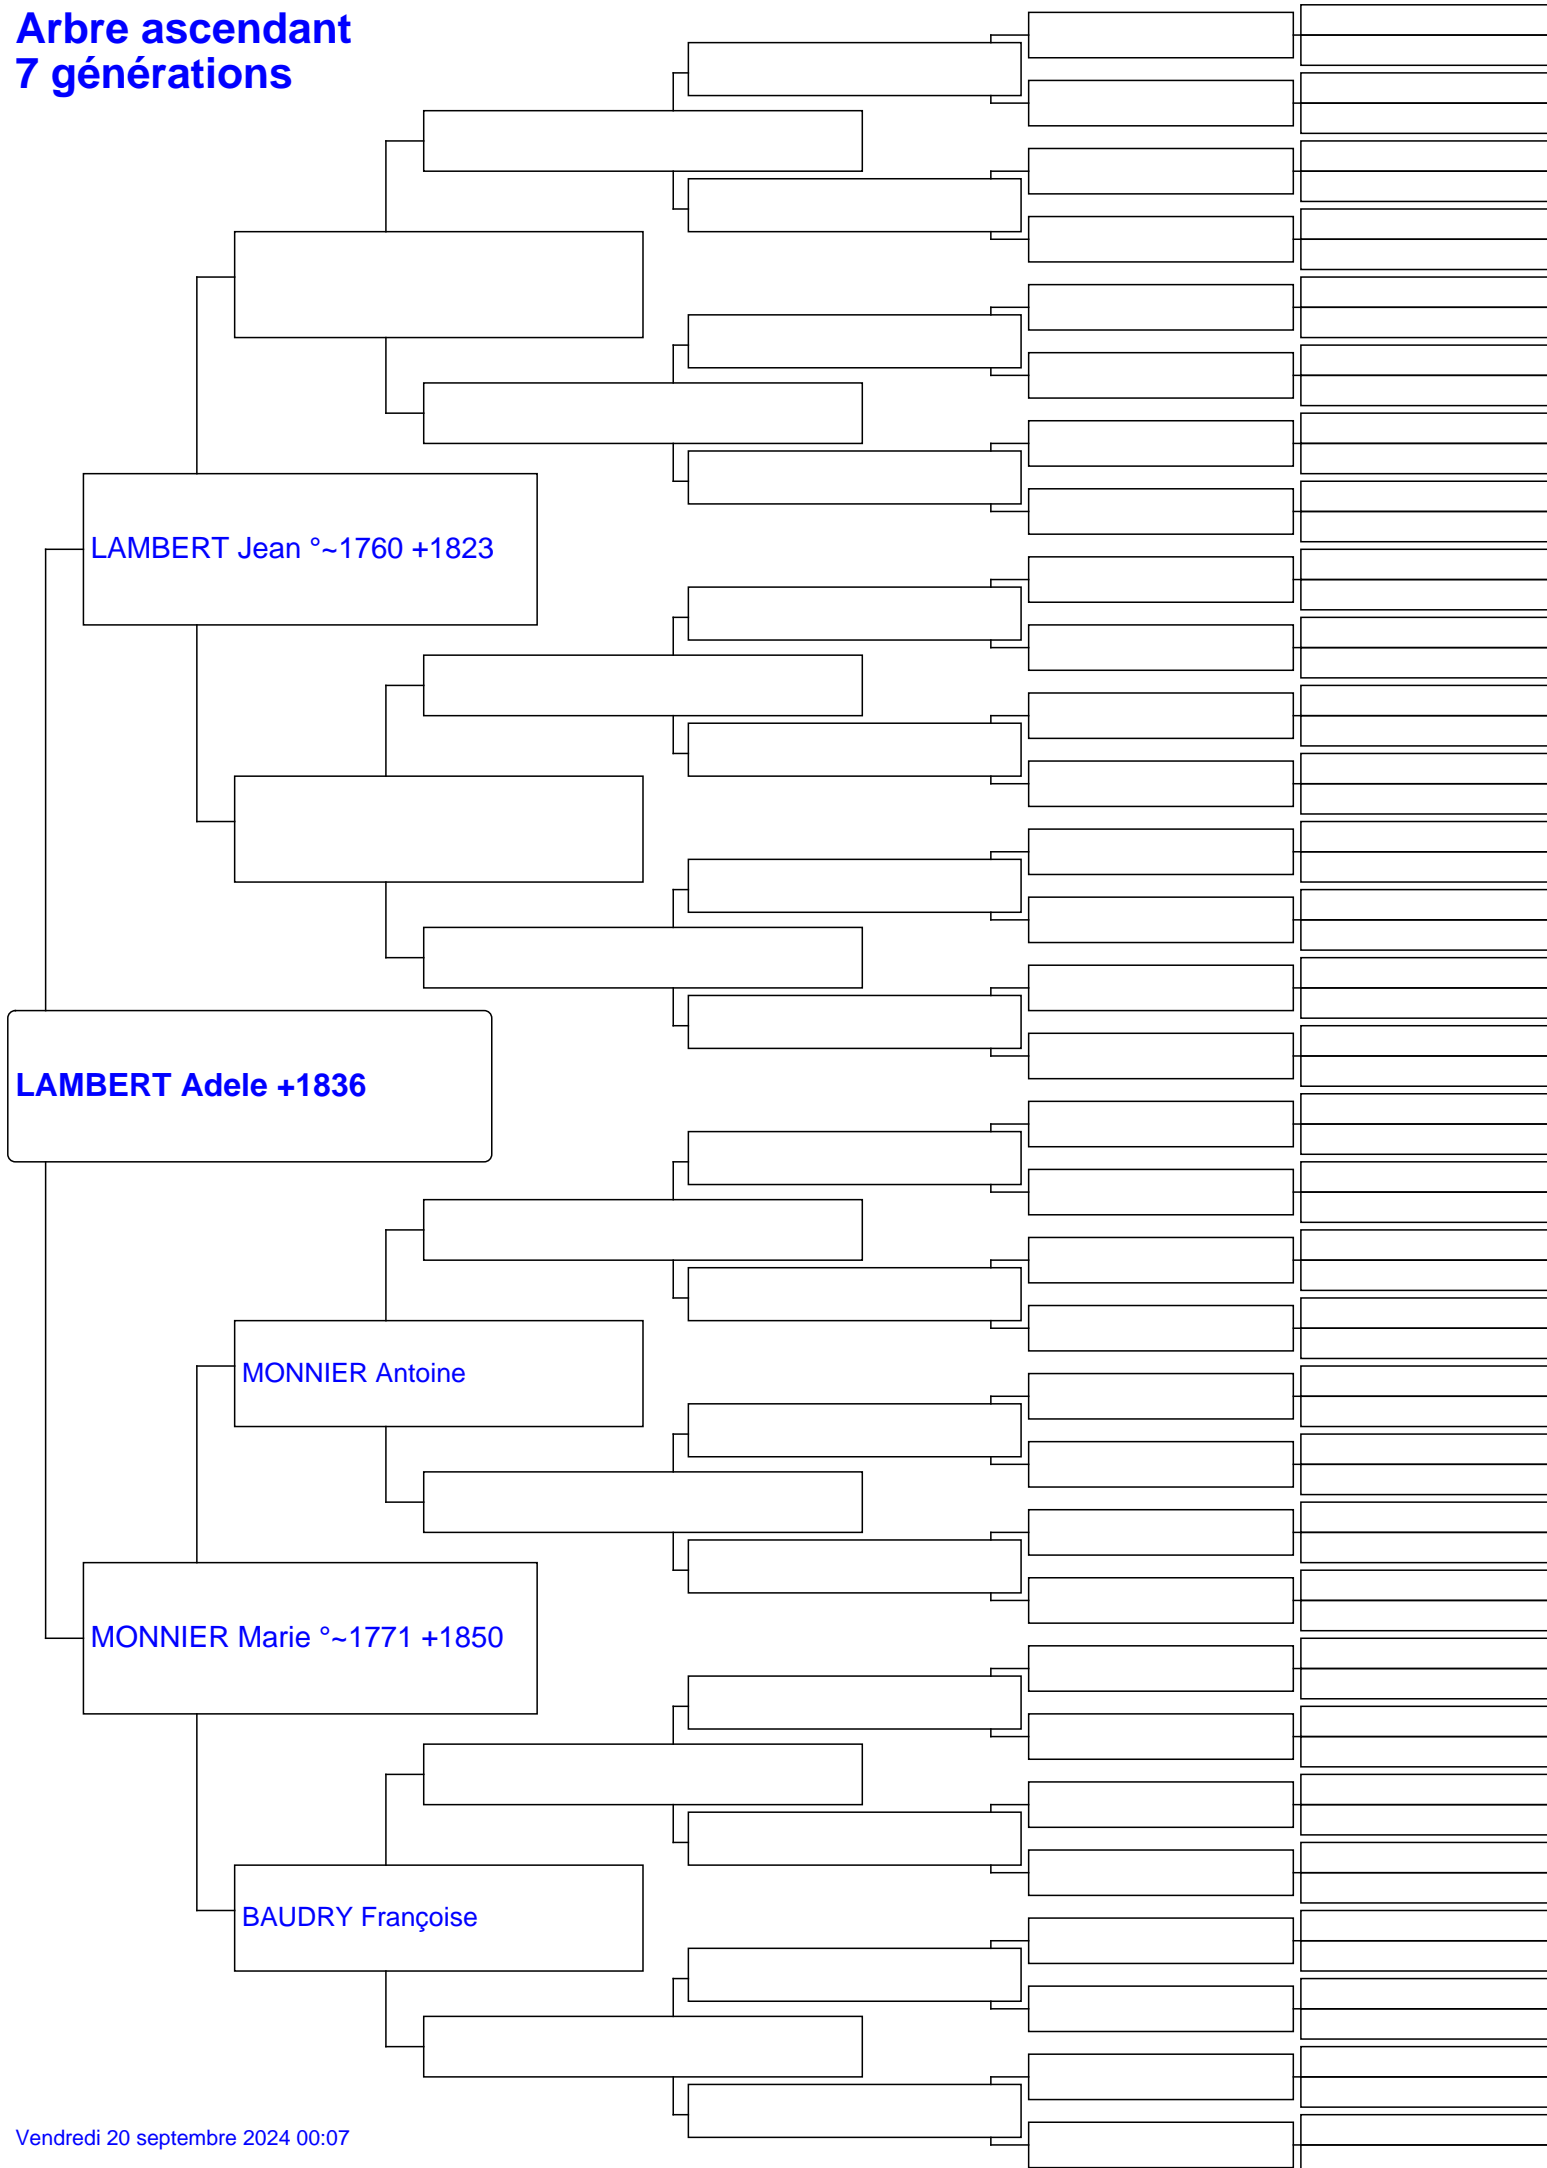 Arbre ascendant
7 générations
LAMBERT Jean °~1760 +1823
LAMBERT Adele +1836
MONNIER Antoine
MONNIER Marie °~1771 +1850
BAUDRY Françoise
Vendredi 20 septembre 2024 00:07